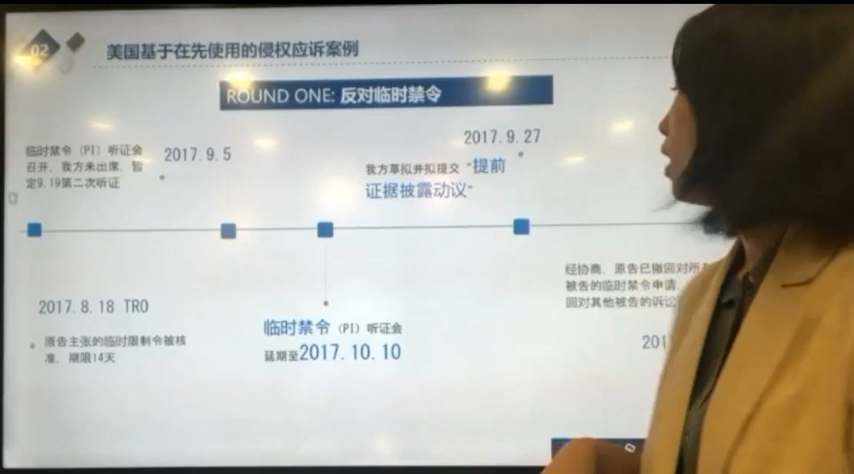 02
美国基于在先使用的侵权应诉案例
ROUND ONE: 反对临时禁令
临时禁令（PI）听证会
召开，我方未出席，暂
定9.19第二次听证
2017.9.5
2017.9.27
我方草拟并拟提交“提前
证据披露动议”
2017.8.18 TRO
原告主张的临时限制令被核
准，期限14天
临时禁令（PI）听证会
延期至2017.10.10
经协商，原告已撤回对所
被告的临时禁令申请，
回对其他被告的诉讼
201